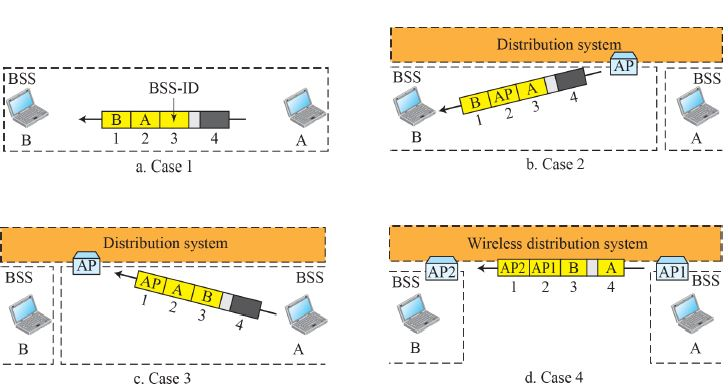 BSS
BSS-ID
B A 3
B
1 2 4
A
a. Case 1
Distribution system
AP
BSS
BSS
B AP A
1 2 3 4
B
A
b. Case 2
Distribution system
AP
BSS
BSS
AP A B
1 2 3 4
B
A
c. Case 3
Wireless distribution system
AP2
AP1
BSS
BSS
AP2 AP1 B A
1 2 3 4
B
A
d. Case 4